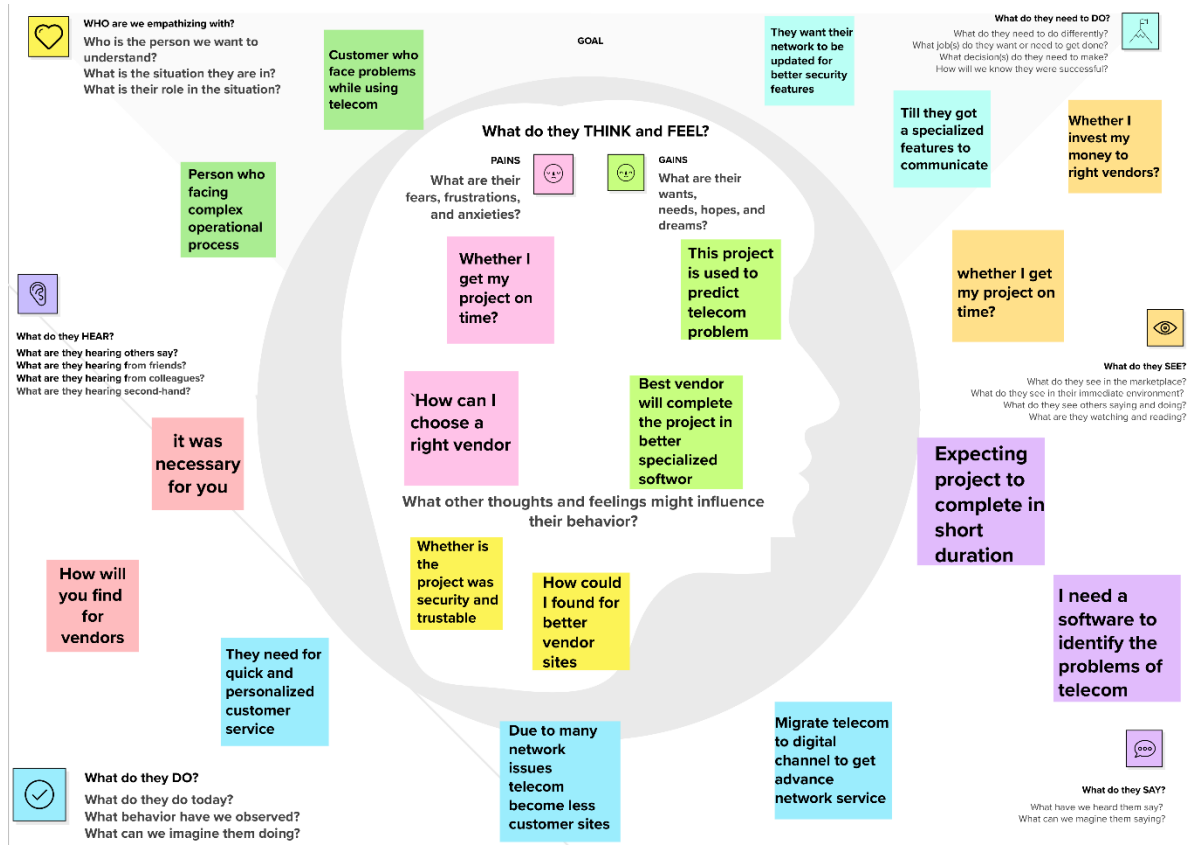 WHO are we empathizing with?
Who is the person we want to
understand?
What is the situation they are in?
What is their role in the situation?
Customer who
face problems
while using
telecom
Person who
facing
complex
operational
process
GOAL
They want their
network to be
updated for
better security
features
What do they need to DO?
What do they need to do differently?
What job(s) do they want or need to get done?
What decision(s) do they need to make?
How will we know they were successful?
Till they got
a specialized
features to
communicate
Whether I
invest my
money to
right vendors?
whether I get
my project on
time?
What do they SEE?
What do they see in the marketplace?
What do they see in their immediate environment?
What do they see others saying and doing?
What are they watching and reading?
What do they THINK and FEEL?
PAINS
What are their
fears, frustrations,
and anxieties?
GAINS
What are their
wants,
needs, hopes, and
dreams?
Whether I
get my
project on
time?
This project
is used to
predict
telecom
problem
`How can I
choose a
right vendor
Best vendor
will complete
the project in
better
specialized
softwor
What other thoughts and feelings might influence
their behavior?
Whether is
the
project was
security and
trustable
How could
I found for
better
vendor
sites
What do they HEAR?
What are they hearing others say?
What are they hearing from friends?
What are they hearing from colleagues?
What are they hearing second-hand?
it was
necessary
for you
How will
you find
for
vendors
They need for
quick and
personalized
customer
service
Due to many
network
issues
telecom
become less
customer sites
Migrate telecom
to digital
channel to get
advance
network service
What do they DO?
What do they do today?
What behavior have we observed?
What can we imagine them doing?
Expecting
project to
complete in
short
duration
I need a
software to
identify the
problems of
telecom
What do they SAY?
What have we heard them say?
What can we magine them saying?